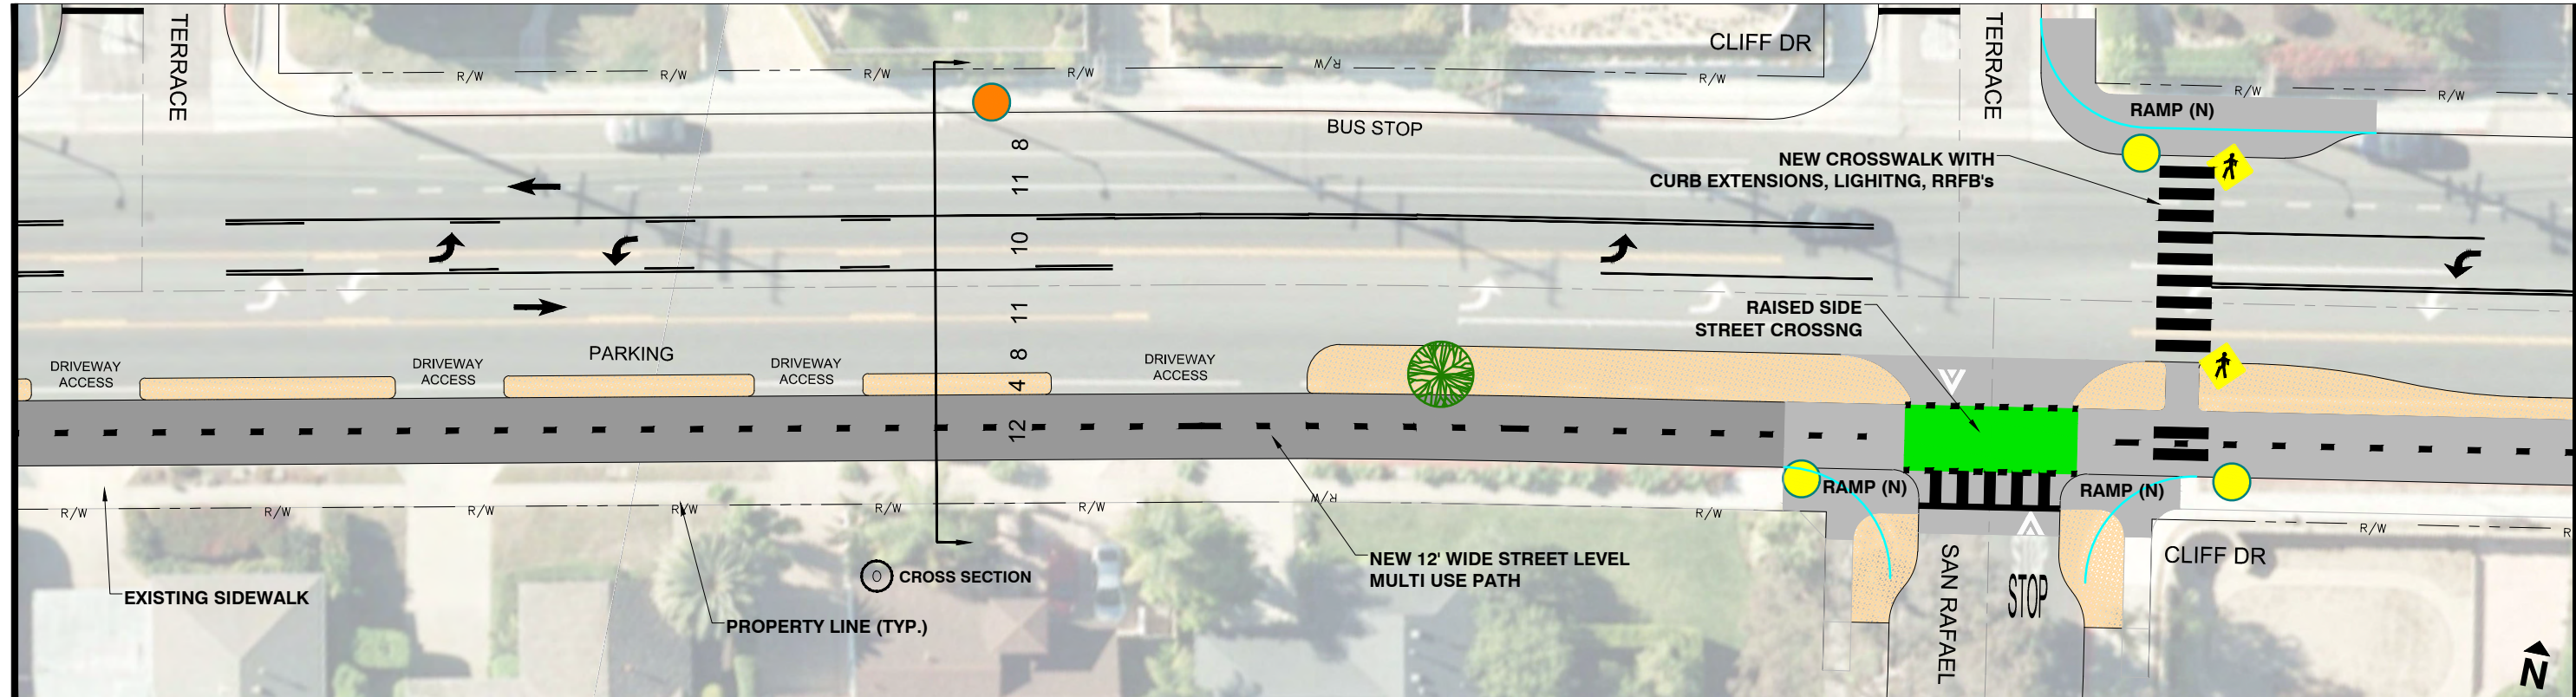 TERRACE
R/W
R/W
R/W
R/W
R/W
R/W
CLIFF DR
TERRACE
R/W
R/W
RAMP (N)
BUS STOP
NEW CROSSWALK WITH
CURB EXTENSIONS, LIGHITNG, RRFB's
8
11
10
11
8
4
12
RAISED SIDE
STREET CROSSNG
DRIVEWAY
ACCESS
DRIVEWAY
ACCESS
PARKING
DRIVEWAY
ACCESS
DRIVEWAY
ACCESS
RAMP (N)
RAMP (N)
R/W
R/W
R/W
R/W
R/W
R/W
R/W
R/W
R/W
R
EXISTING SIDEWALK
PROPERTY LINE (TYP.)
0 CROSS SECTION
NEW 12' WIDE STREET LEVEL
MULTI USE PATH
SAN RAFAEL
STOP
CLIFF DR
N